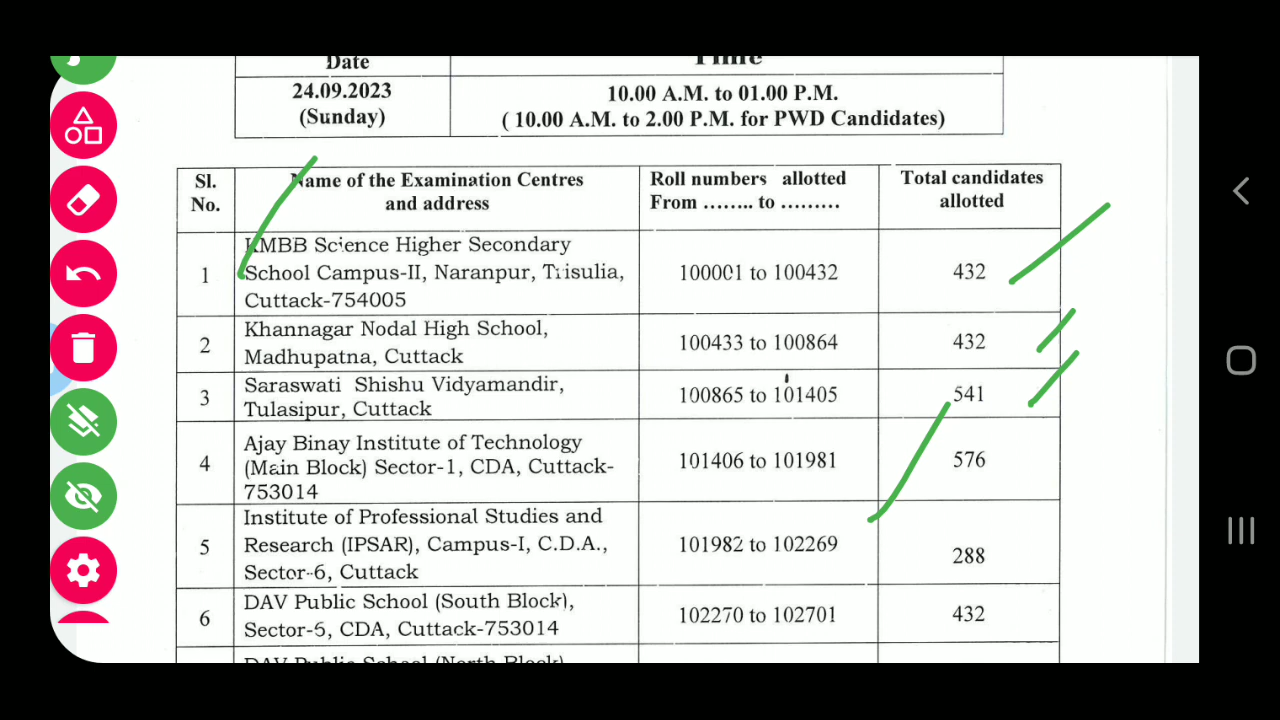 Date
Time
24.09.2023
(Sunday)
10.00 A.M. to 01.00 P.M.
( 10.00 A.M. to 2.00 P.M. for PWD Candidates)
Sl.
No.
Name of the Examination Centres
and address
Roll numbers allotted
From …….. to ………
Total candidates
allotted
1
KMBB Science Higher Secondary
School Campus-II, Naranpur, Trisulia,
Cuttack-754005
100001 to 100432
432
2
Khannagar Nodal High School,
Madhupatna, Cuttack
100433 to 100864
432
3
Saraswati Shishu Vidyamandir,
Tulasipur, Cuttack
100865 to 101405
541
4
Ajay Binay Institute of Technology
(Main Block) Sector-1, CDA, Cuttack-
753014
101406 to 101981
576
5
Institute of Professional Studies and
Research (IPSAR), Campus-I, C.D.A.,
Sector-6, Cuttack
101982 to 102269
288
6
DAV Public School (South Block),
Sector-5, CDA, Cuttack-753014
102270 to 102701
432
DAV Public School (North Block)